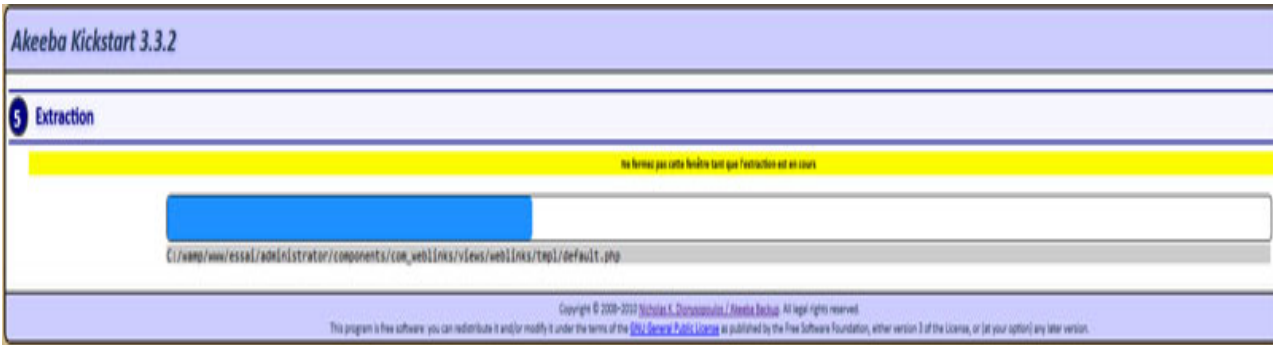 Akeeba Kickstart 3.3.2
5 Extraction
Ne fermez pas cette fenêtre tant que l'extraction est en cours
C:/wamp/www/essai/administrator/components/com_weblinks/views/weblinks/tmpl/default.php
Copyright © 2008-2010 Nicholas K. Dionysopoulos / Akeeba Backup. All legal rights reserved.
This program is free software: you can redistribute it and/or modify it under the terms of the GNU General Public License as published by the Free Software Foundation, either version 3 of the License, or (at your option) any later version.